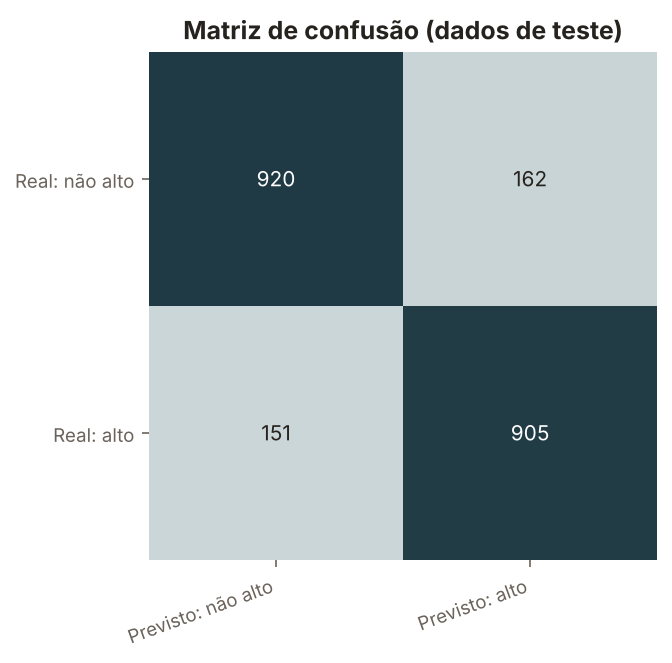 Matriz de confusão (dados de teste)
Real: não alto
920
162
Real: alto
151
905
Previsto: não alto
Previsto: alto